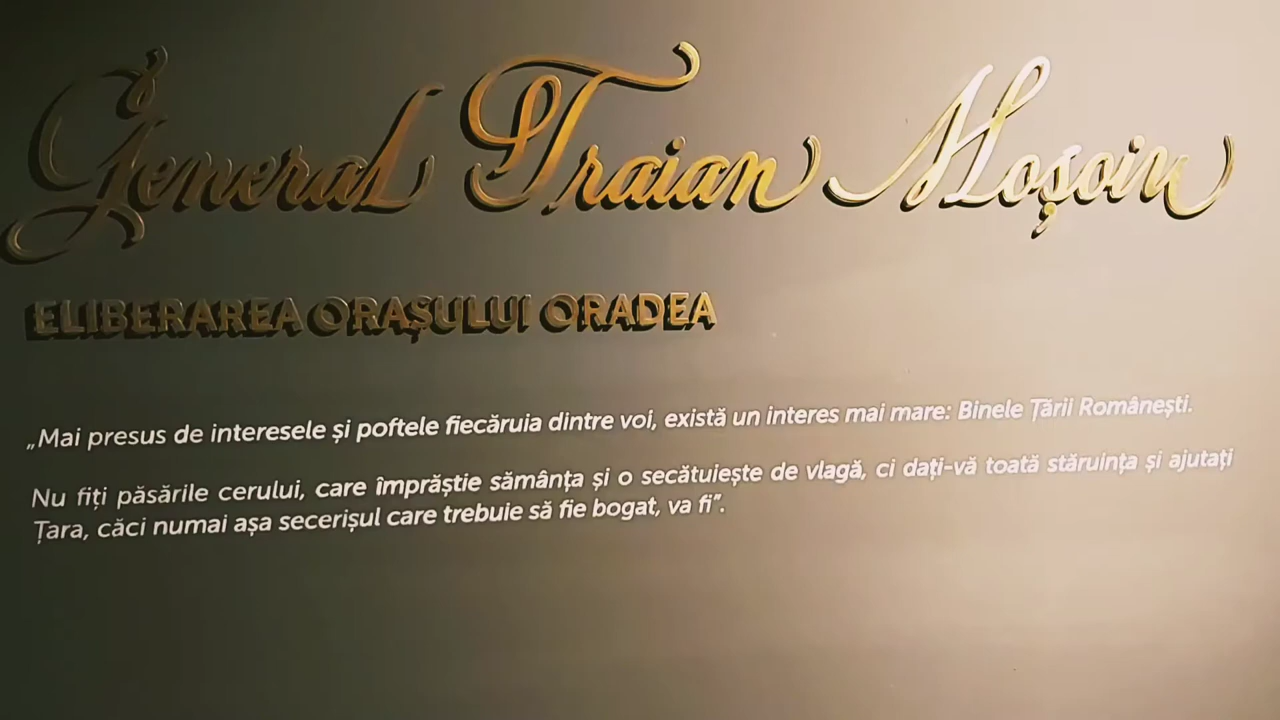 General Traian Moșoiu
ELIBERAREA ORAȘULUI ORADEA
„Mai presus de interesele și poftele fiecăruia dintre voi, există un interes mai mare: Binele Țării Românești.
Nu fiți păsările cerului, care împrăștie sămânța și o secătuiește de vlagă, ci dați-vă toată stăruința și ajutați
Țara, căci numai așa secerișul care trebuie să fie bogat, va fi”.